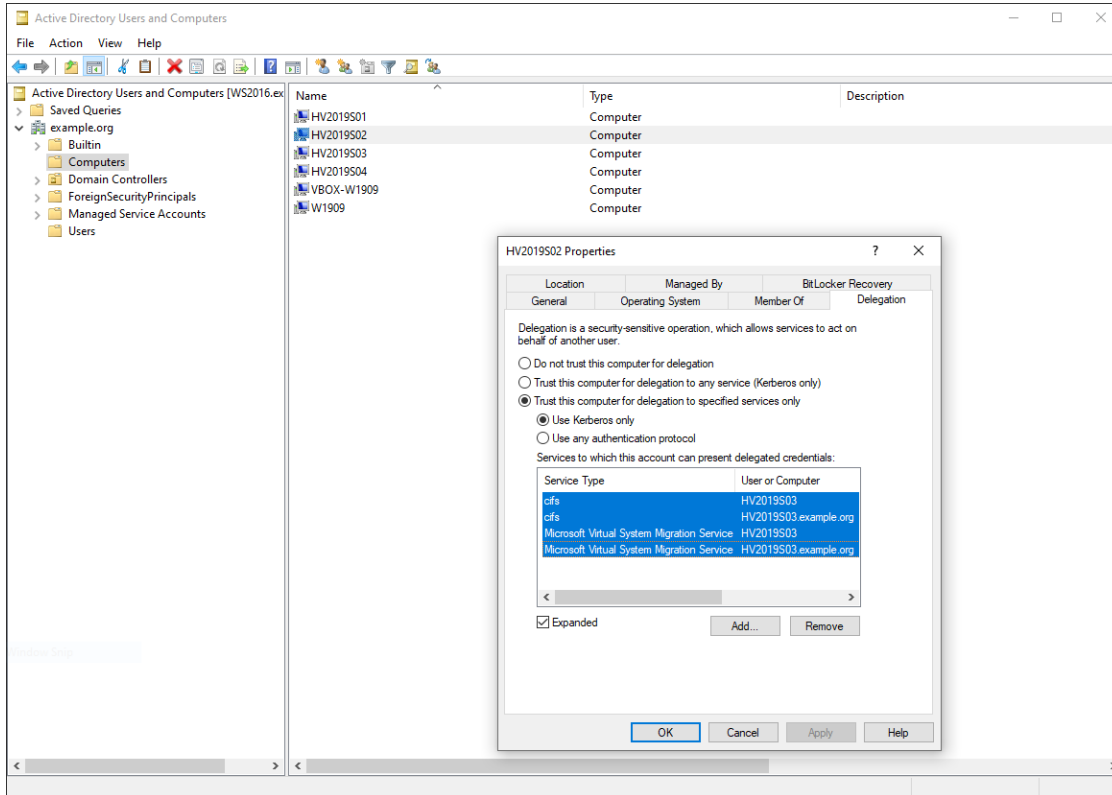 Active Directory Users and Computers
File Action View Help
Active Directory Users and Computers [WS2016.ex
Saved Queries
example.org
Builtin
Computers
Domain Controllers
ForeignSecurityPrincipals
Managed Service Accounts
Users
Name Type Description
HV2019S01 Computer
HV2019S02 Computer
HV2019S03 Computer
HV2019S04 Computer
VBOX-W1909 Computer
W1909 Computer
HV2019S02 Properties
Location Managed By BitLocker Recovery
General Operating System Member Of Delegation
Delegation is a security-sensitive operation, which allows services to act on
behalf of another user.
Do not trust this computer for delegation
Trust this computer for delegation to any service (Kerberos only)
Trust this computer for delegation to specified services only
Use Kerberos only
Use any authentication protocol
Services to which this account can present delegated credentials:
Service Type User or Computer
cifs HV2019S03
cifs HV2019S03.example.org
Microsoft Virtual System Migration Service HV2019S03
Microsoft Virtual System Migration Service HV2019S03.example.org
Expanded Add... Remove
Window Snip
OK Cancel Apply Help